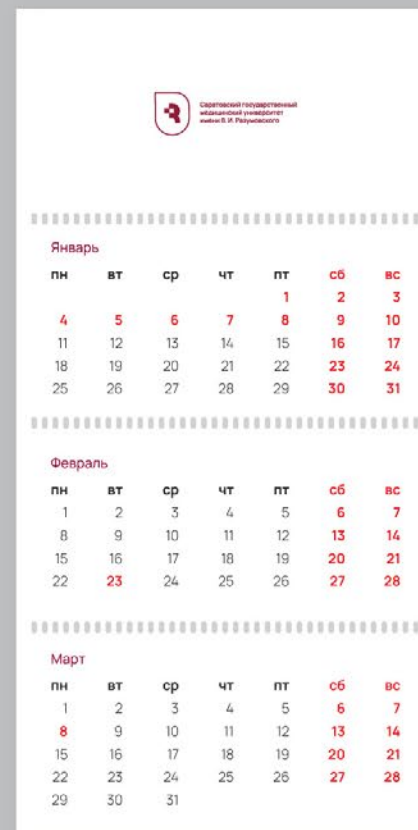 Саратовский государственный
медицинский университет
имени В. И. Разумовского
Январь
пн вт ср чт пт сб вс
1 2 3
4 5 6 7 8 9 10
11 12 13 14 15 16 17
18 19 20 21 22 23 24
25 26 27 28 29 30 31
Февраль
пн вт ср чт пт сб вс
1 2 3 4 5 6 7
8 9 10 11 12 13 14
15 16 17 18 19 20 21
22 23 24 25 26 27 28
Март
пн вт ср чт пт сб вс
1 2 3 4 5 6 7
8 9 10 11 12 13 14
15 16 17 18 19 20 21
22 23 24 25 26 27 28
29 30 31